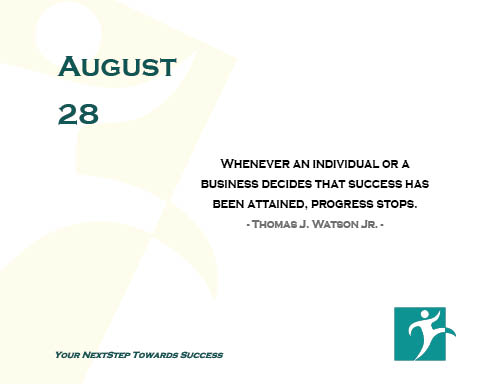 August
28
Whenever an individual or a
business decides that success has
been attained, progress stops.
- Thomas J. Watson Jr. -
Your NextStep Towards Success